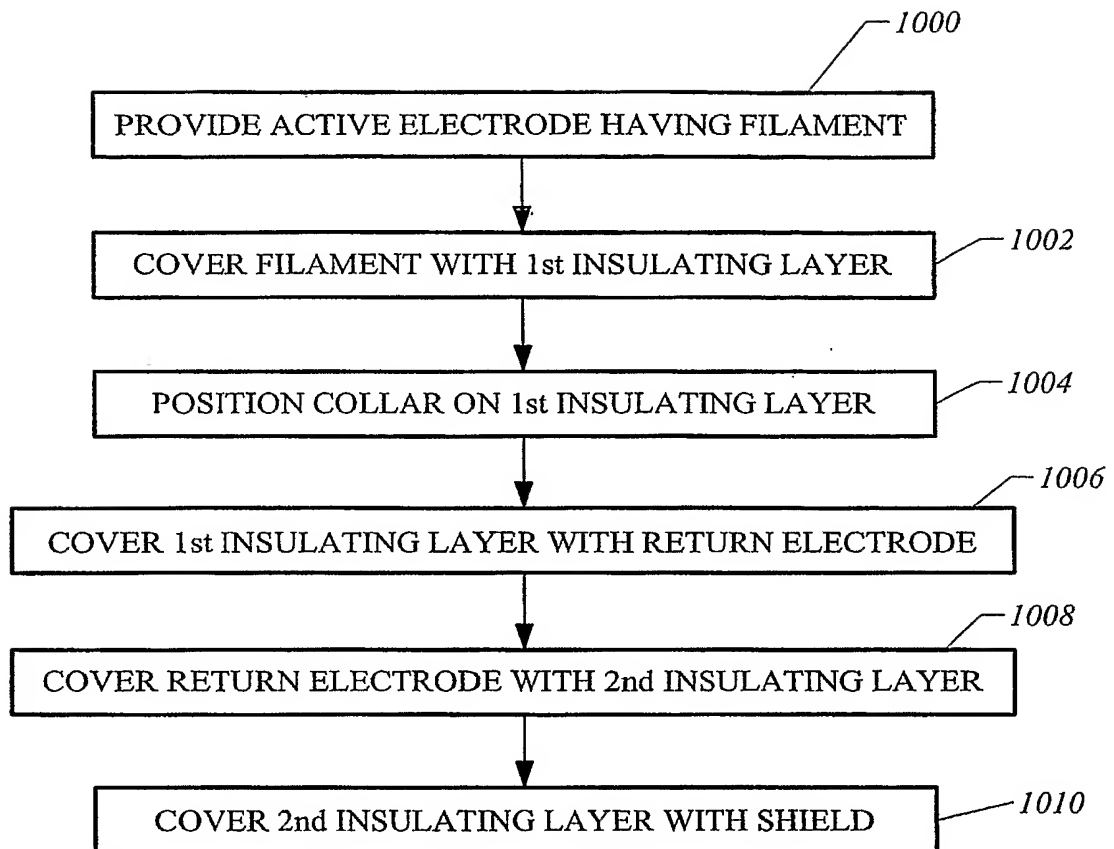 1000
PROVIDE ACTIVE ELECTRODE HAVING FILAMENT
1002
COVER FILAMENT WITH 1st INSULATING LAYER
1004
POSITION COLLAR ON 1st INSULATING LAYER
1006
COVER 1st INSULATING LAYER WITH RETURN ELECTRODE
1008
COVER RETURN ELECTRODE WITH 2nd INSULATING LAYER
1010
COVER 2nd INSULATING LAYER WITH SHIELD